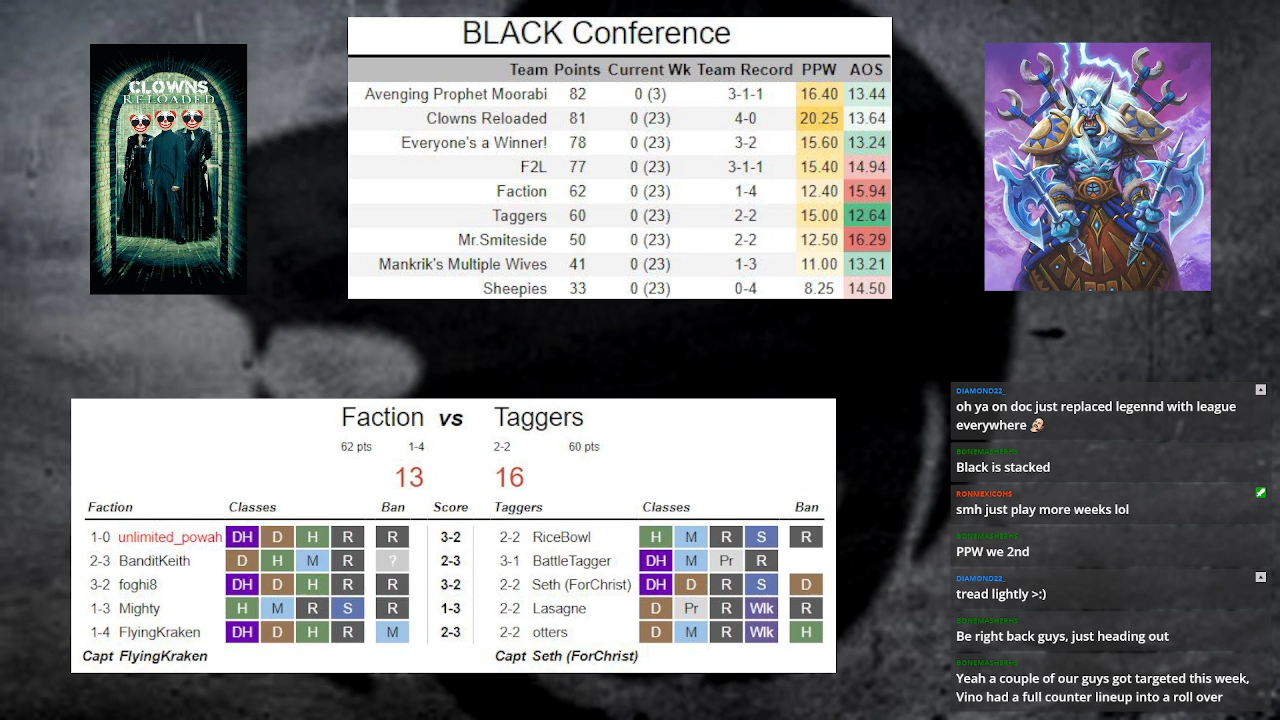 CLOWNS
RELOADED
BLACK Conference
Team Points Current Wk Team Record PPW AOS
Avenging Prophet Moorabi 82 0 (3) 3-1-1 16.40 13.44
Clowns Reloaded 81 0 (23) 4-0 20.25 13.64
Everyone's a Winner! 78 0 (23) 3-2 15.60 13.24
F2L 77 0 (23) 3-1-1 15.40 14.94
Faction 62 0 (23) 1-4 12.40 15.94
Taggers 60 0 (23) 2-2 15.00 12.64
Mr.Smiteside 50 0 (23) 2-2 12.50 16.29
Mankrik's Multiple Wives 41 0 (23) 1-3 11.00 13.21
Sheepies 33 0 (23) 0-4 8.25 14.50
Faction vs Taggers
62 pts 1-4 2-2 60 pts
13 16
Faction Classes Ban Score Taggers Classes Ban
1-0 unlimited_powah DH D H R R 3-2 2-2 RiceBowl H M R S R
2-3 BanditKeith D H M R ? 2-3 3-1 BattleTagger DH M Pr R
3-2 foghi8 DH D H R R 3-2 2-2 Seth (ForChrist) DH D R S D
1-3 Mighty H M R S R 1-3 2-2 Lasagne D Pr R Wlk R
1-4 FlyingKraken DH D H R M 2-3 2-2 otters D M R Wlk H
Capt FlyingKraken Capt Seth (ForChrist)
DIAMOND22_
oh ya on doc just replaced legennd with league
everywhere
BONEMASHERHS
Black is stacked
RONMEXICOHS
smh just play more weeks lol
BONEMASHERHS
PPW we 2nd
DIAMOND22_
tread lightly >:)
BONEMASHERHS
Be right back guys, just heading out
BONEMASHERHS
Yeah a couple of our guys got targeted this week,
Vino had a full counter lineup into a roll over